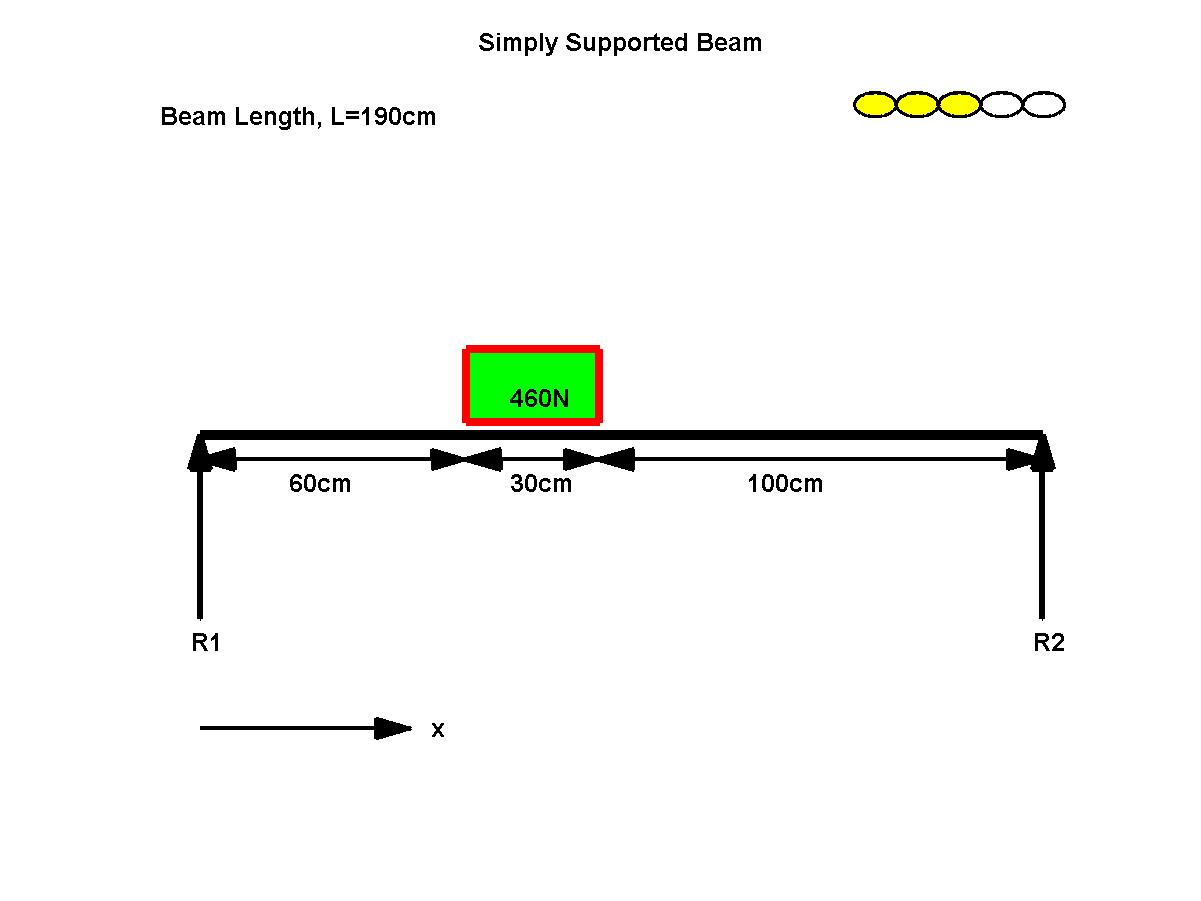 Simply Supported Beam
Beam Length, L=190cm
460N
60cm
30cm
100cm
R1
R2
x